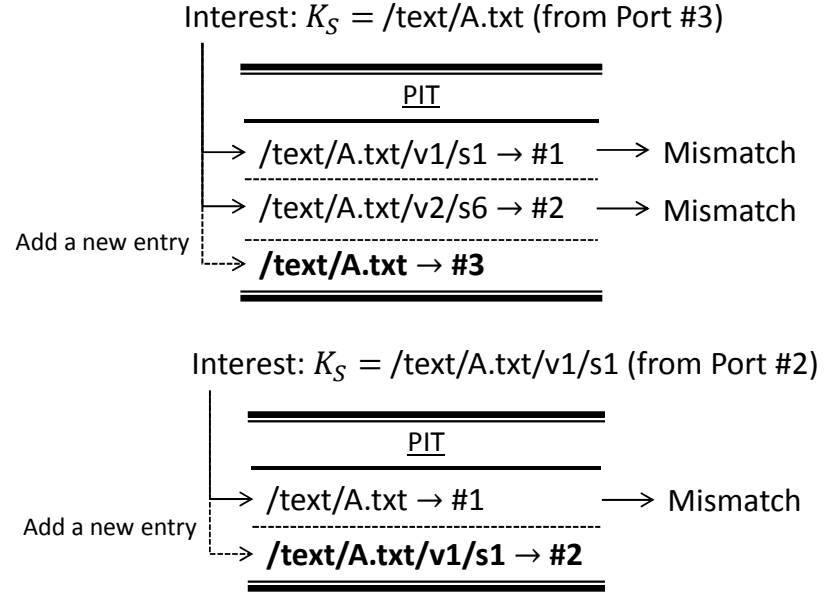 Interest: K_S = /text/A.txt (from Port #3)
PIT
/text/A.txt/v1/s1 → #1 → Mismatch
/text/A.txt/v2/s6 → #2 → Mismatch
Add a new entry
/text/A.txt → #3
Interest: K_S = /text/A.txt/v1/s1 (from Port #2)
PIT
/text/A.txt → #1 → Mismatch
Add a new entry
/text/A.txt/v1/s1 → #2